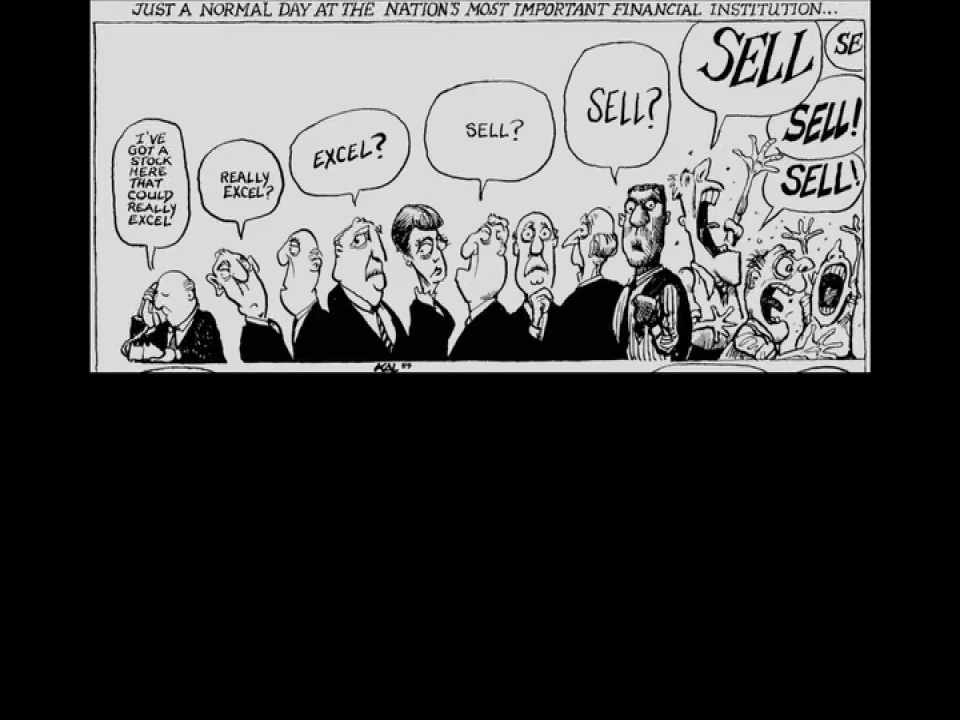 JUST A NORMAL DAY AT THE NATION'S MOST IMPORTANT FINANCIAL INSTITUTION...
I'VE
GOT A
STOCK
HERE
THAT
COULD
REALLY
EXCEL
REALLY
EXCEL?
EXCEL?
SELL?
SELL?
SELL
SE
SELL!
SELL!
KAL 89